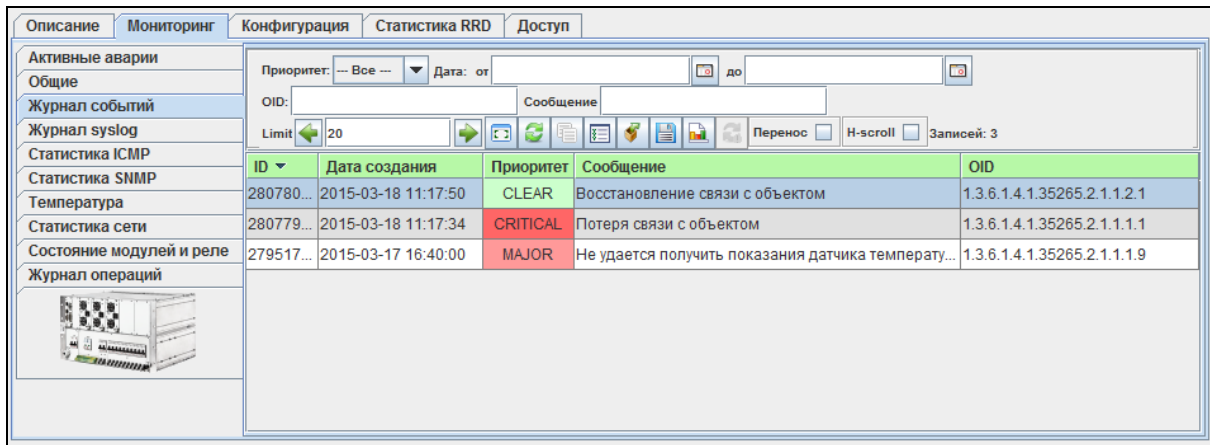 Описание Мониторинг Конфигурация Статистика RRD Доступ
Активные аварии
Общие
Журнал событий
Журнал syslog
Статистика ICMP
Статистика SNMP
Температура
Статистика сети
Состояние модулей и реле
Журнал операций
Приоритет: --- Все --- Дата: от до
OID: Сообщение
Limit 20 Перенос H-scroll Записей: 3
ID Дата создания Приоритет Сообщение OID
280780... 2015-03-18 11:17:50 CLEAR Восстановление связи с объектом 1.3.6.1.4.1.35265.2.1.1.2.1
280779... 2015-03-18 11:17:34 CRITICAL Потеря связи с объектом 1.3.6.1.4.1.35265.2.1.1.1.1
279517... 2015-03-17 16:40:00 MAJOR Не удается получить показания датчика температу... 1.3.6.1.4.1.35265.2.1.1.1.9